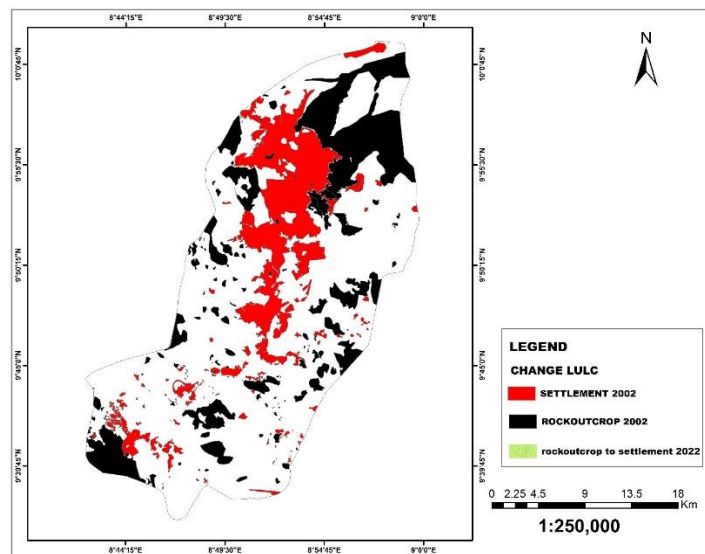 8°44'15"E 8°49'30"E 8°54'45"E 9°0'0"E
10°0'45"N 10°0'45"N
N
9°55'30"N 9°55'30"N
9°50'15"N 9°50'15"N
9°45'0"N 9°45'0"N
9°39'45"N 9°39'45"N
LEGEND
CHANGE LULC
SETTLEMENT 2002
ROCKOUTCROP 2002
rockoutcrop to settlement 2022
0 2.25 4.5 9 13.5 18
Km
1:250,000
8°44'15"E 8°49'30"E 8°54'45"E 9°0'0"E